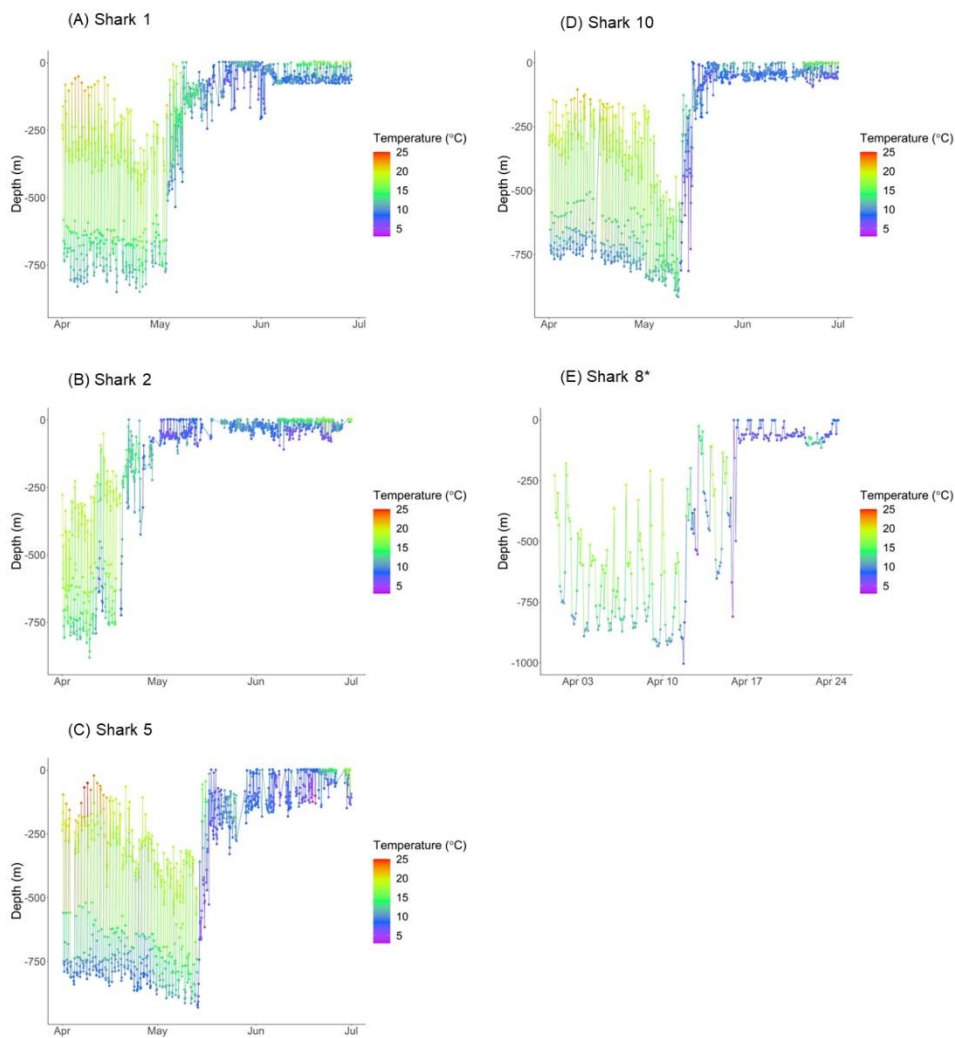 (A) Shark 1
0
-250
-500
-750
Depth (m)
Apr May Jun Jul
Temperature (°C)
25
20
15
10
5
(B) Shark 2
0
-250
-500
-750
Depth (m)
Apr May Jun Jul
Temperature (°C)
25
20
15
10
5
(C) Shark 5
0
-250
-500
-750
Depth (m)
Apr May Jun Jul
Temperature (°C)
25
20
15
10
5
(D) Shark 10
0
-250
-500
-750
Depth (m)
Apr May Jun Jul
Temperature (°C)
25
20
15
10
5
(E) Shark 8*
0
-250
-500
-750
-1000
Depth (m)
Apr 03 Apr 10 Apr 17 Apr 24
Temperature (°C)
25
20
15
10
5